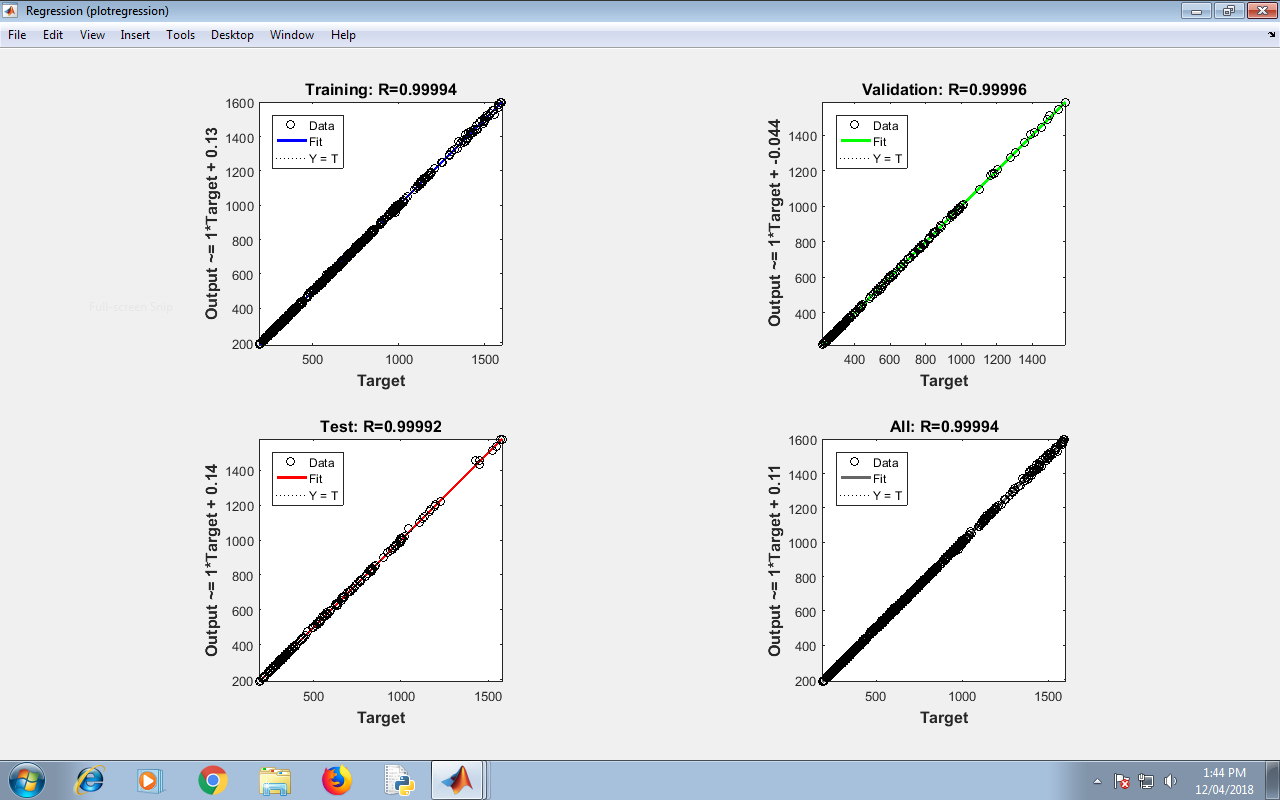 Regression (plotregression)
File Edit View Insert Tools Desktop Window Help
Training: R=0.99994
Output ~= 1*Target + 0.13
1600
1400
1200
1000
800
600
400
200
Data
Fit
Y = T
500 1000 1500
Target
Validation: R=0.99996
Output ~= 1*Target + -0.044
1400
1200
1000
800
600
400
Data
Fit
Y = T
400 600 800 1000 1200 1400
Target
Full-screen Snip
Test: R=0.99992
Output ~= 1*Target + 0.14
1400
1200
1000
800
600
400
200
Data
Fit
Y = T
500 1000 1500
Target
All: R=0.99994
Output ~= 1*Target + 0.11
1600
1400
1200
1000
800
600
400
200
Data
Fit
Y = T
500 1000 1500
Target
1:44 PM
12/04/2018